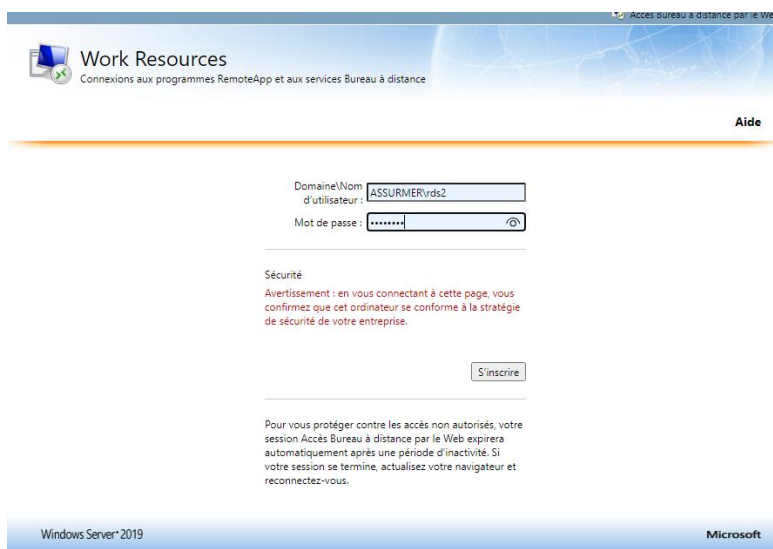 Accès Bureau à distance par le We
Work Resources
Connexions aux programmes RemoteApp et aux services Bureau à distance
Aide
Domaine\Nom
d'utilisateur :
ASSURMER\rds2
Mot de passe :
••••••••
Sécurité
Avertissement : en vous connectant à cette page, vous
confirmez que cet ordinateur se conforme à la stratégie
de sécurité de votre entreprise.
S'inscrire
Pour vous protéger contre les accès non autorisés, votre
session Accès Bureau à distance par le Web expirera
automatiquement après une période d'inactivité. Si
votre session se termine, actualisez votre navigateur et
reconnectez-vous.
Windows Server 2019
Microsoft